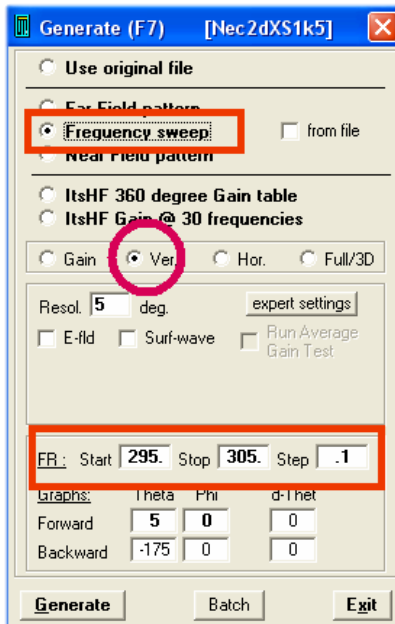 Generate (F7) [Nec2dXS1k5]
Use original file
Far Field pattern
Frequency sweep from file
Near Field pattern
ItsHF 360 degree Gain table
ItsHF Gain @ 30 frequencies
Gain Ver. Hor. Full/3D
Resol. 5 deg. expert settings
E-fld Surf-wave Run Average
Gain Test
FR : Start 295. Stop 305. Step .1
Graphs: Theta Phi d-Thet
Forward 5 0 0
Backward -175 0 0
Generate Batch Exit